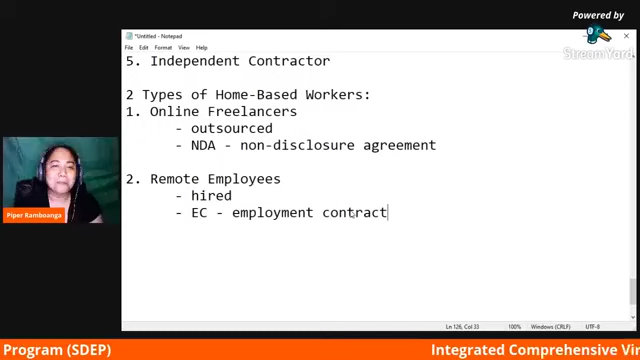 Powered by
StreamYard
*Untitled - Notepad
File Edit Format View Help
5. Independent Contractor
2 Types of Home-Based Workers:
1. Online Freelancers
- outsourced
- NDA - non-disclosure agreement
2. Remote Employees
- hired
- EC - employment contract
Piper Ramboanga
Ln 126, Col 33 100% Windows (CRLF) UTF-8
Program (SDEP) Integrated Comprehensive Vir